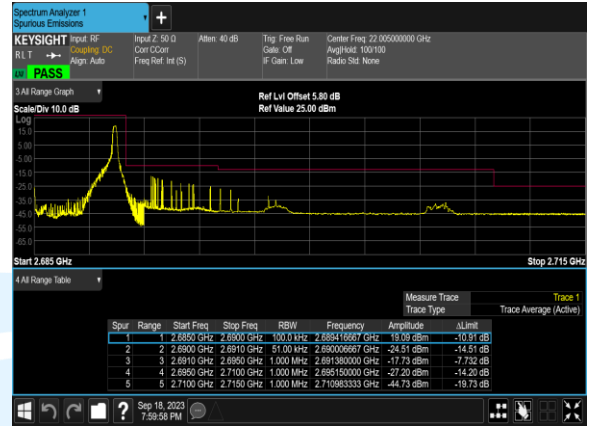 Spectrum Analyzer 1
Spurious Emissions
KEYSIGHT Input: RF Input Z: 50 Ω Atten: 40 dB Trig: Free Run Center Freq: 22.005000000 GHz
RLT Coupling: DC Corr CCorr Gate: Off Avg|Hold: 100/100
Align: Auto Freq Ref: Int (S) IF Gain: Low Radio Std: None
PASS
3 All Range Graph
Ref Lvl Offset 5.80 dB
Scale/Div 10.0 dB Ref Value 25.00 dBm
Log
15.0
5.00
-5.00
-15.0
-25.0
-35.0
-45.0
-55.0
-65.0
Start 2.685 GHz Stop 2.715 GHz
4 All Range Table
Measure Trace Trace 1
Trace Type Trace Average (Active)
Spur Range Start Freq Stop Freq RBW Frequency Amplitude ΔLimit
1 1 2.6850 GHz 2.6900 GHz 100.0 kHz 2.689416667 GHz 19.09 dBm -10.91 dB
2 2 2.6900 GHz 2.6910 GHz 51.00 kHz 2.690006667 GHz -24.51 dBm -14.51 dB
3 3 2.6910 GHz 2.6950 GHz 1.000 MHz 2.691380000 GHz -17.73 dBm -7.732 dB
4 4 2.6950 GHz 2.7100 GHz 1.000 MHz 2.695150000 GHz -27.20 dBm -14.20 dB
5 5 2.7100 GHz 2.7150 GHz 1.000 MHz 2.710983333 GHz -44.73 dBm -19.73 dB
Sep 18, 2023
7:59:58 PM